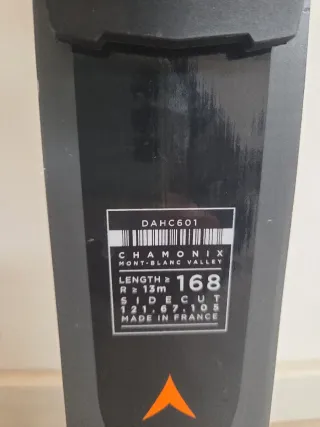 DAHC601
CHAMONIX
MONT-BLANC VALLEY
LENGTH ≥ 168
R ≥ 13m
SIDECUT
121.67.105
MADE IN FRANCE